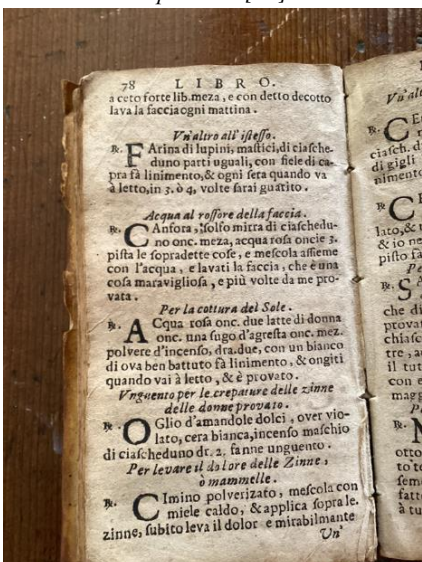 78 LIBRO.
a ceto forte lib. meza, e con detto decotto
lava la faccia ogni mattina.
Vn'altro all' istesso.
℞. FArina di lupini, mastici, di ciasche-
duno parti uguali, con fiele di ca-
pra fà linimento, & ogni sera quando va
à letto, in 3. ò 4, volte sarai guarito.
Acqua al rossore della faccia.
℞. CAnfora, solfo mirra di ciaschedu-
no onc. meza, acqua rosa oncie 3.
pista le sopradette cose, e mescola assieme
con l'acqua, e lavati la faccia, che è una
cosa maravigliosa, e più volte da me pro-
vata.
Per la cottura del Sole.
℞. ACqua rosa onc. due latte di donna
onc. una sugo d'agresta onc. mez.
polvere d'incenso, dra. due, con un bianco
di ova ben battuto fà linimento, & ongiti
quando vai à letto, & è provato.
Vnguento per le crepature delle zinne
delle donne provato.
℞. OGlio d'amandole dolci, over vio-
lato, cera bianca, incenso maschio
di ciascheduno dr. 2. fanne unguento.
Per levare il dolore delle Zinne,
ò mammelle.
℞. CImino polverizato, mescola con
miele caldo, & applica sopra le
zinne, subito leva il dolor e mirabilmante
Vn'